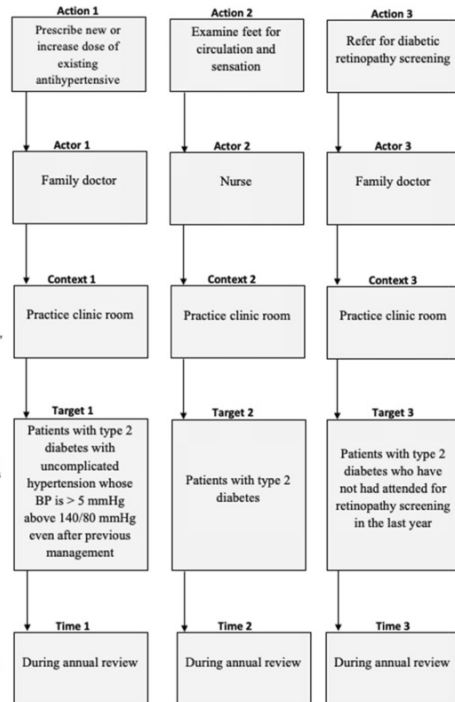 Action 1
Prescribe new or
increase dose of
existing
antihypertensive
Action 2
Examine feet for
circulation and
sensation
Action 3
Refer for diabetic
retinopathy screening
Actor 1
Family doctor
Actor 2
Nurse
Actor 3
Family doctor
Context 1
Practice clinic room
Context 2
Practice clinic room
Context 3
Practice clinic room
Target 1
Patients with type 2
diabetes with
uncomplicated
hypertension whose
BP is > 5 mmHg
above 140/80 mmHg
even after previous
management
Target 2
Patients with type 2
diabetes
Target 3
Patients with type 2
diabetes who have
not had attended for
retinopathy screening
in the last year
Time 1
During annual review
Time 2
During annual review
Time 3
During annual review